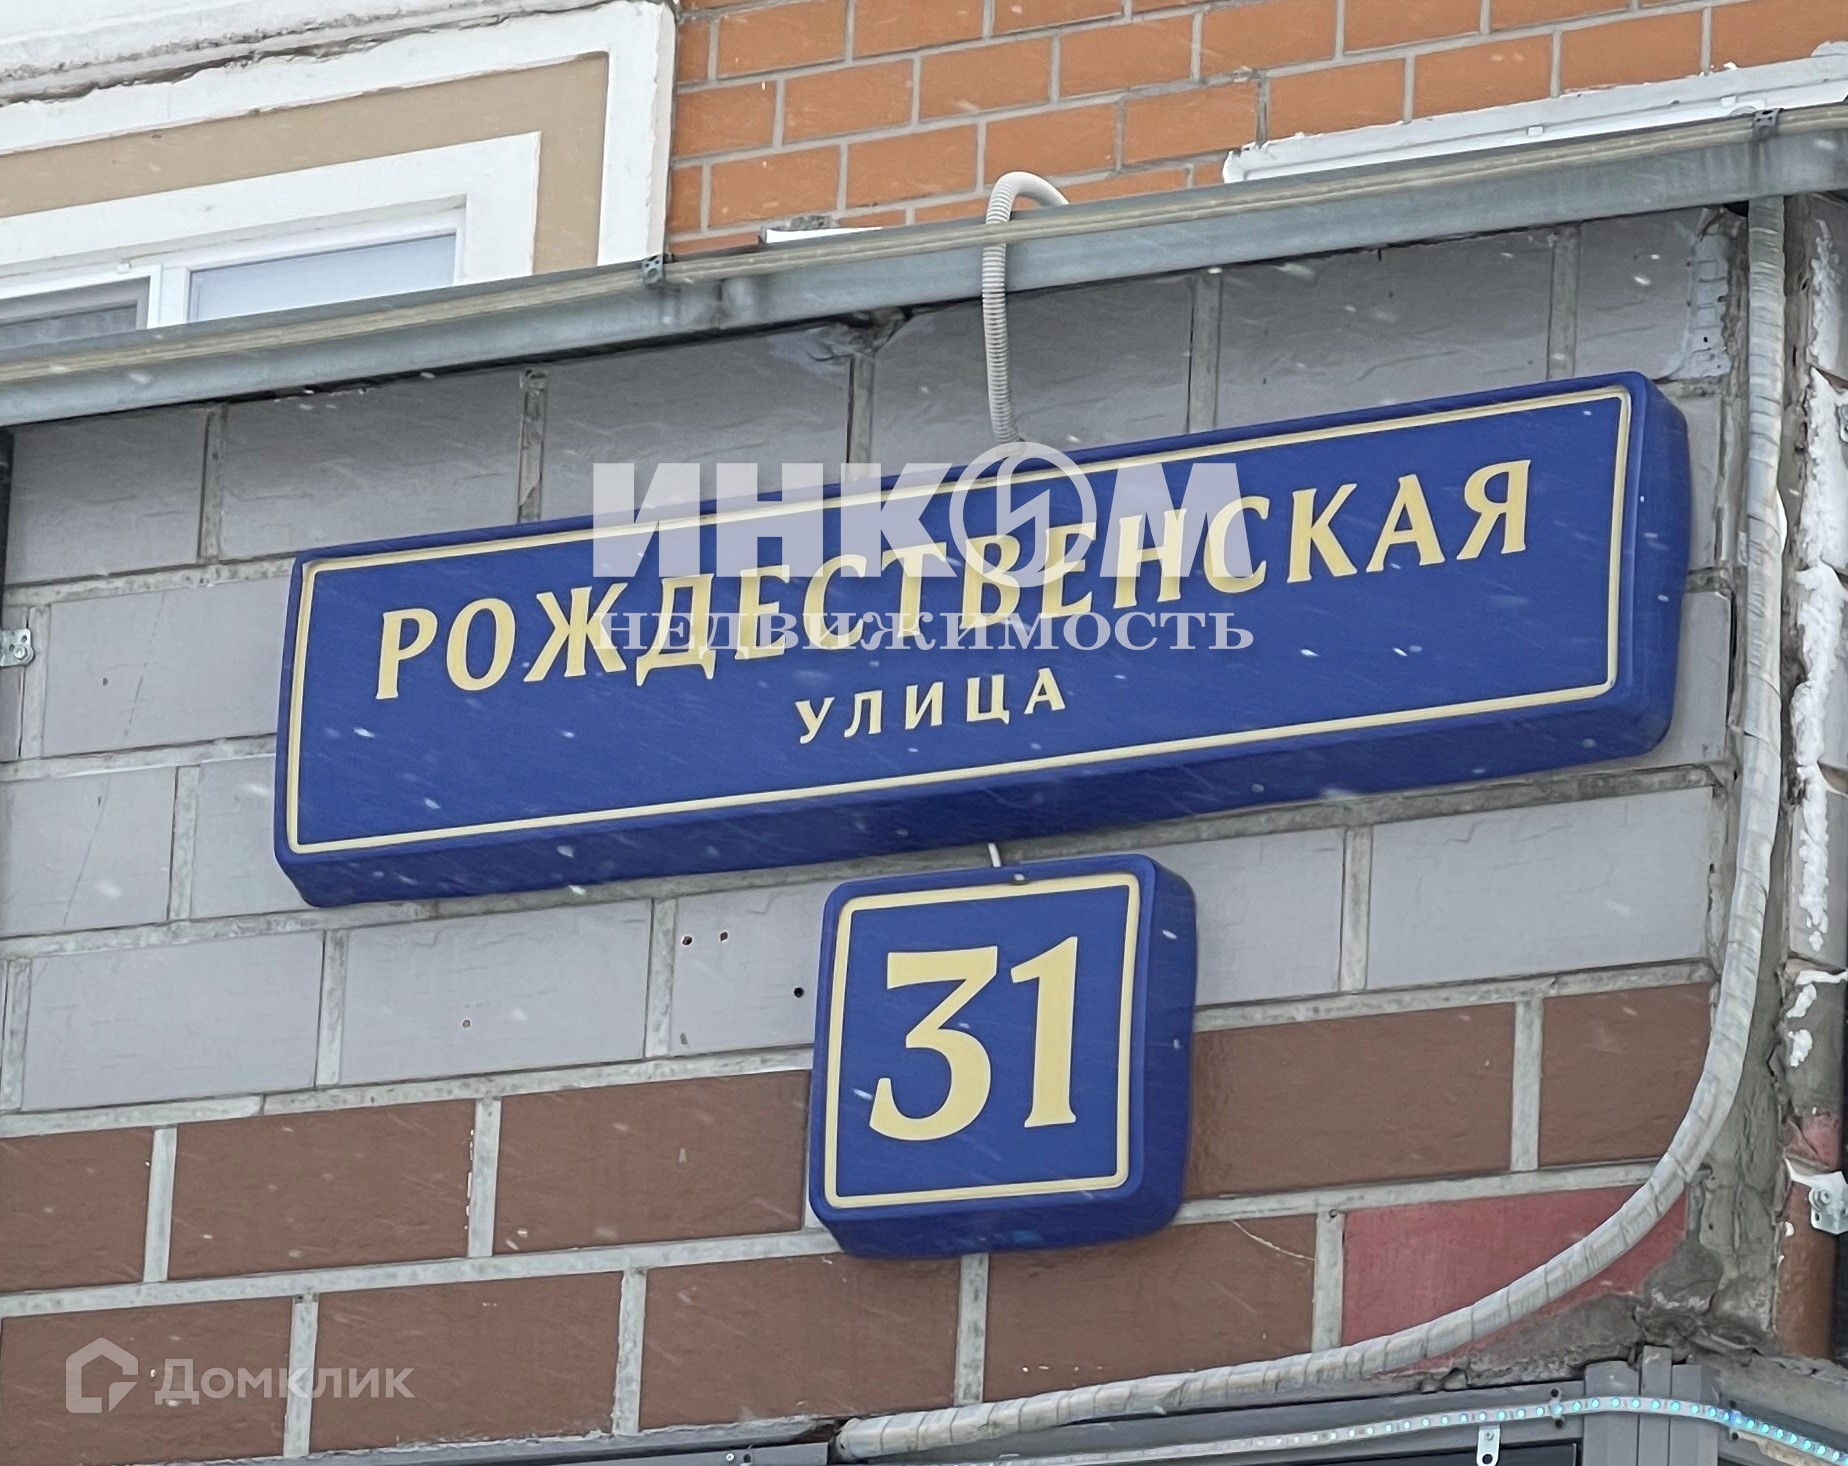 ИНКОМ
РОЖДЕСТВЕНСКАЯ
НЕДВИЖИМОСТЬ
УЛИЦА
31
Домклик